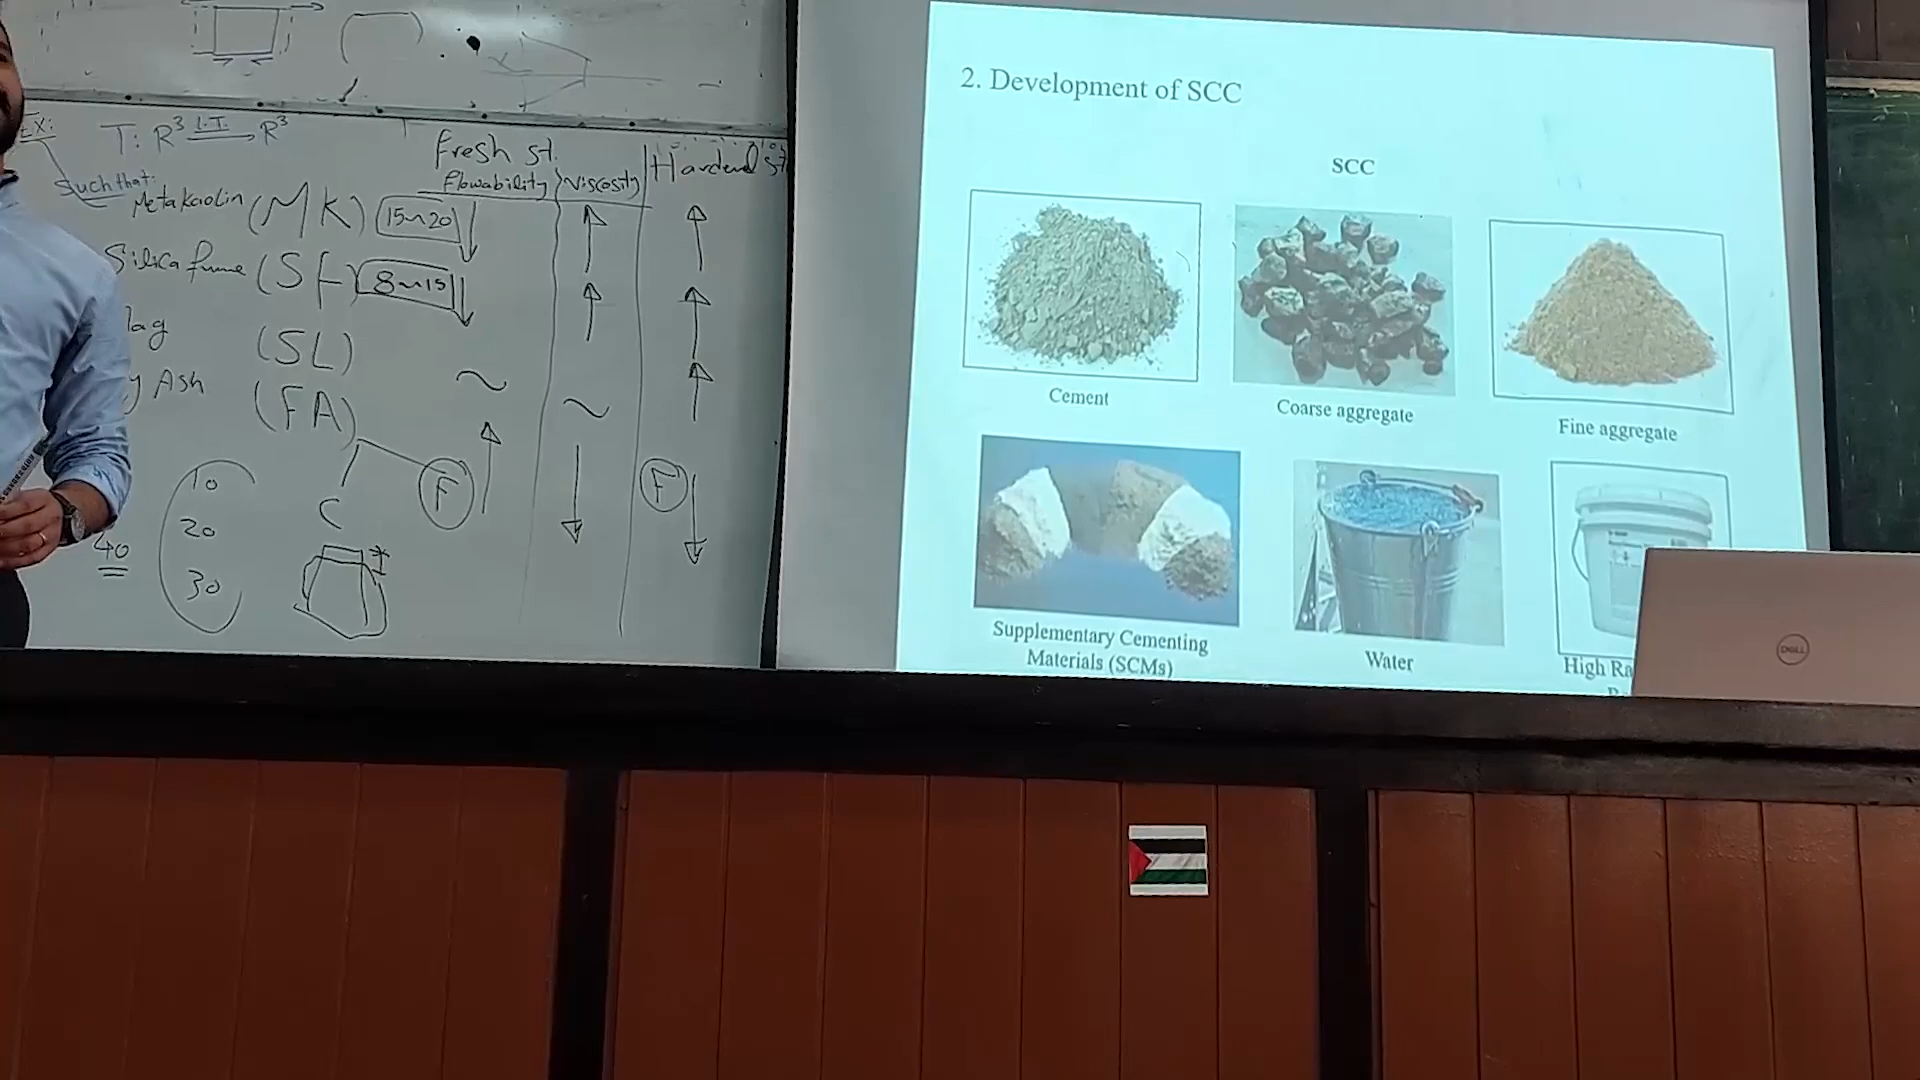 EX:
T: R³ L.T. R³
such that:
Fresh st.
Flowability
Viscosity
Hardend st
Metakaolin (MK) 15~20
Silica fume (SF) 8~15
lag (SL)
y Ash (FA)
~
~
C
F
F
10
20
30
40
*
2. Development of SCC
SCC
Cement
Coarse aggregate
Fine aggregate
Supplementary Cementing
Materials (SCMs)
Water
High Ra
DELL